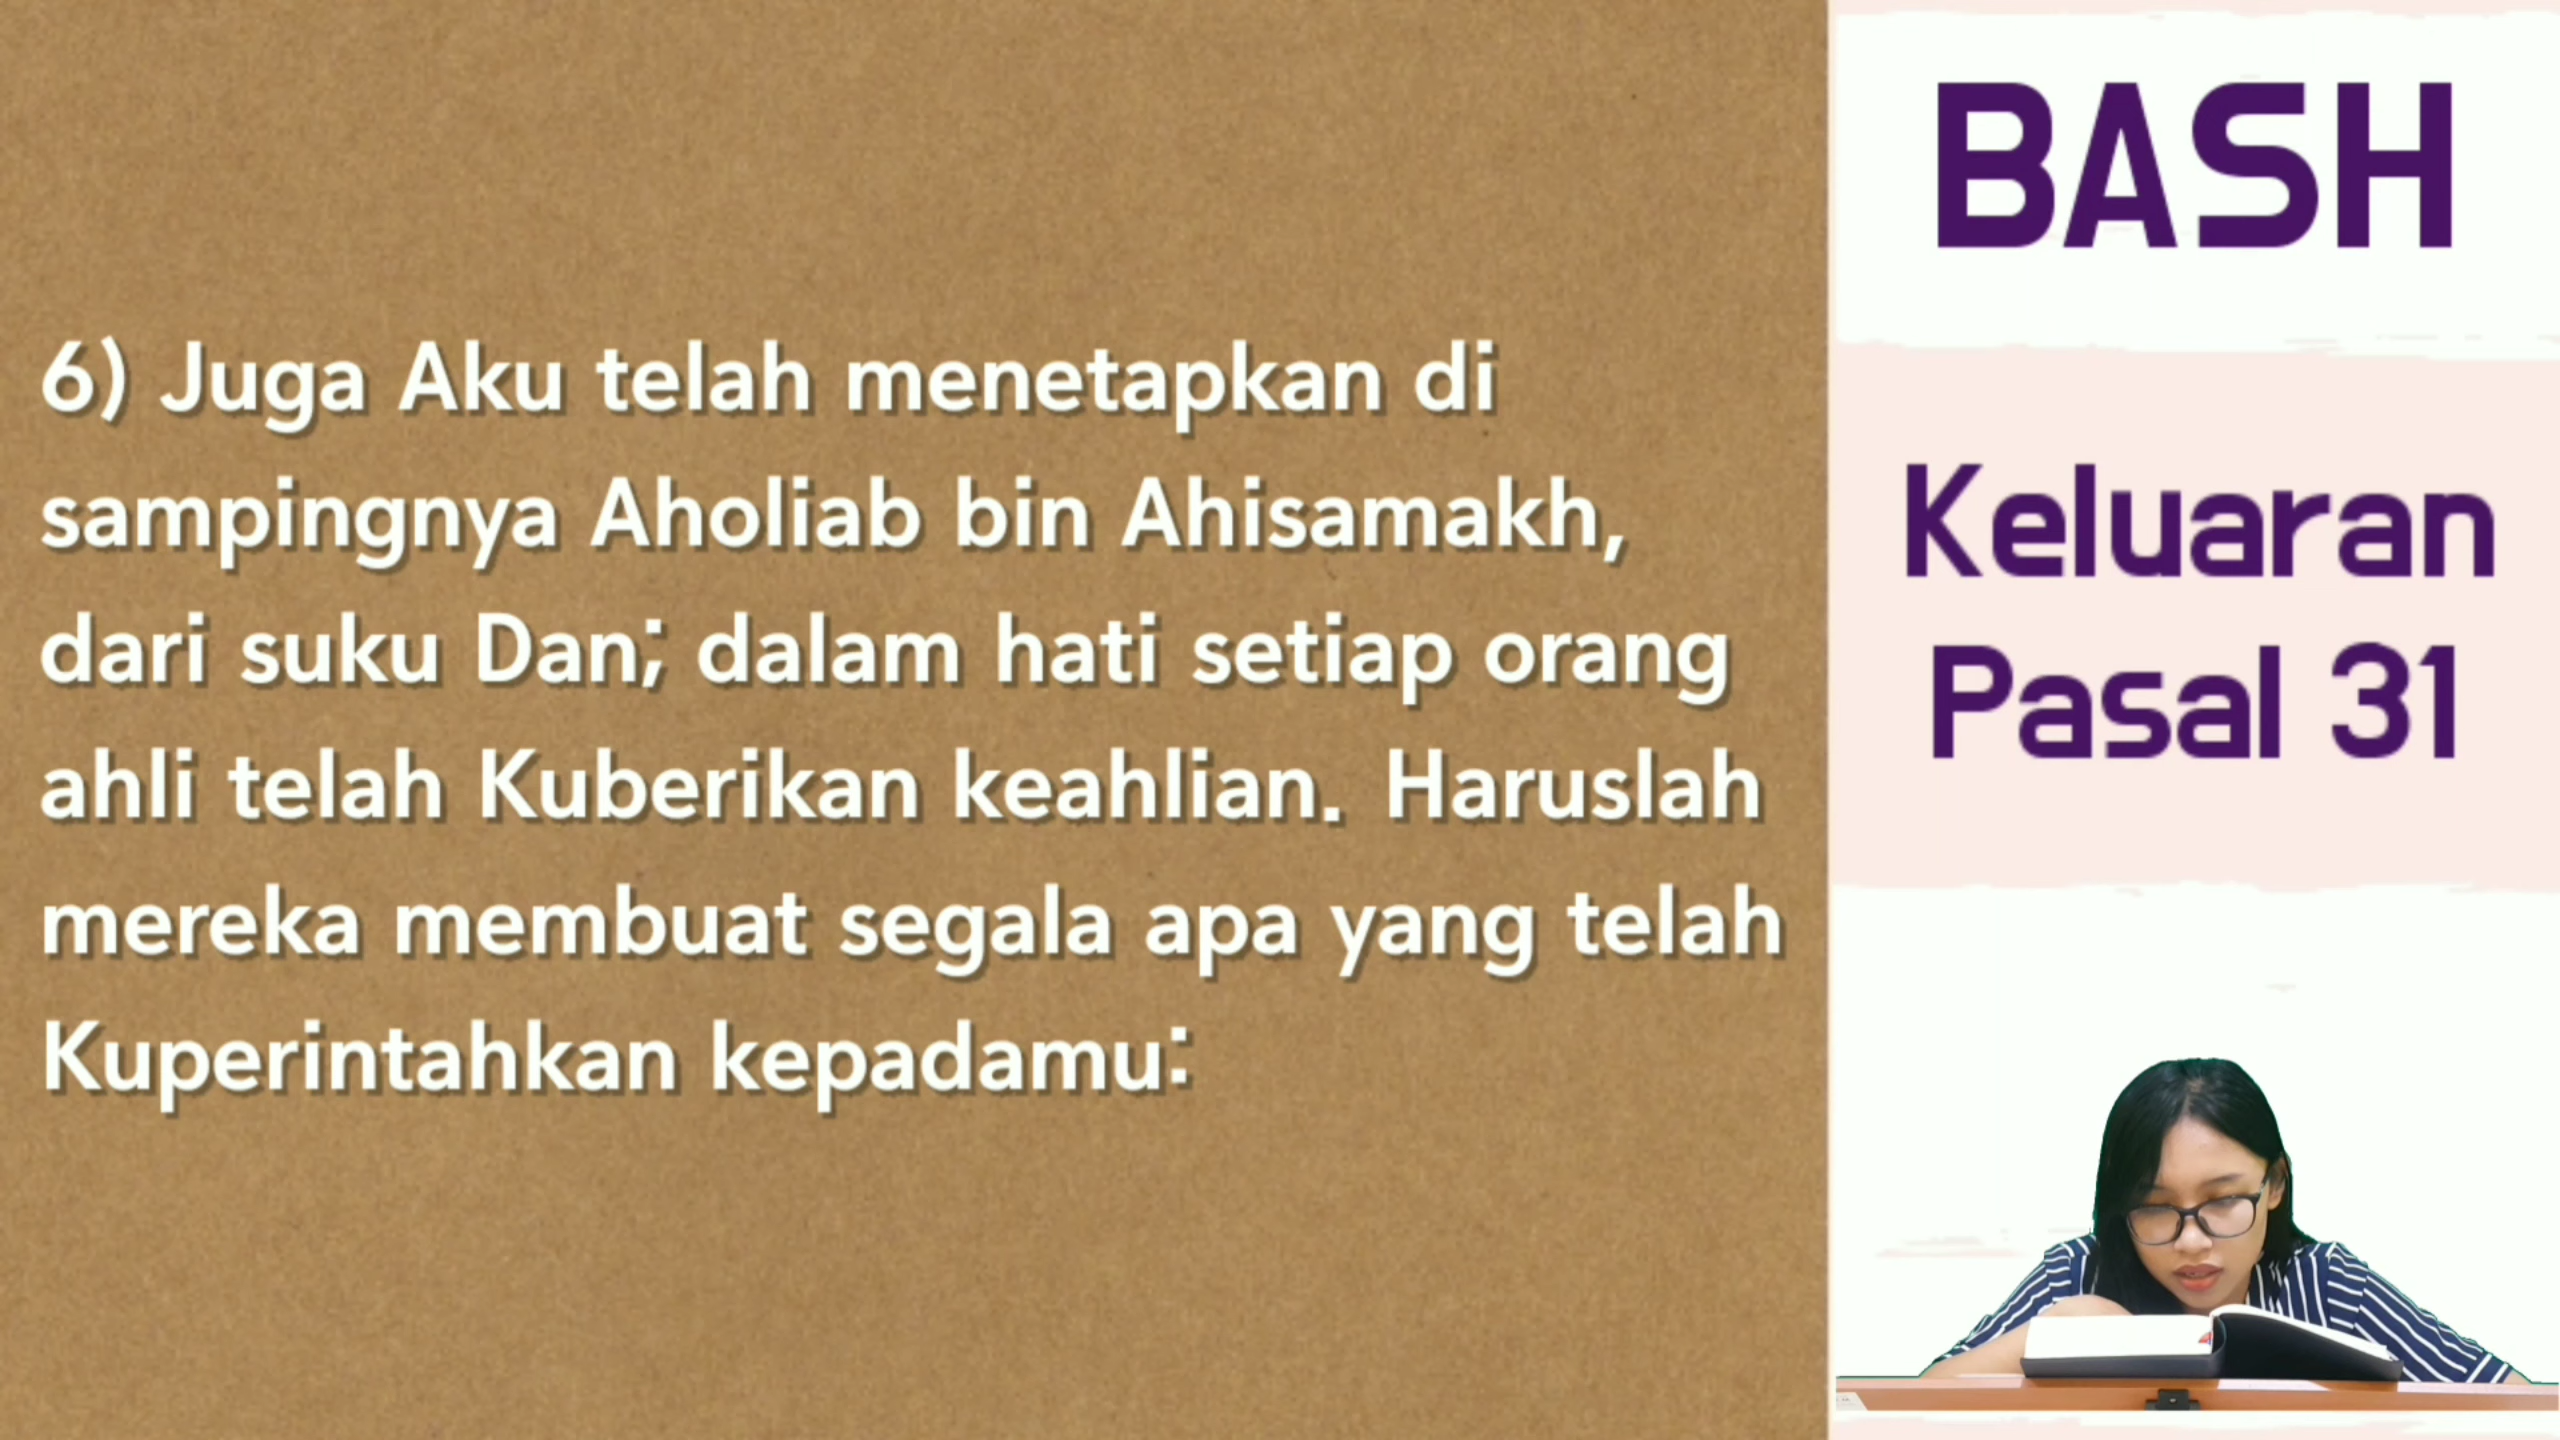 6) Juga Aku telah menetapkan di
sampingnya Aholiab bin Ahisamakh,
dari suku Dan; dalam hati setiap orang
ahli telah Kuberikan keahlian. Haruslah
mereka membuat segala apa yang telah
Kuperintahkan kepadamu:
BASH
Keluaran
Pasal 31